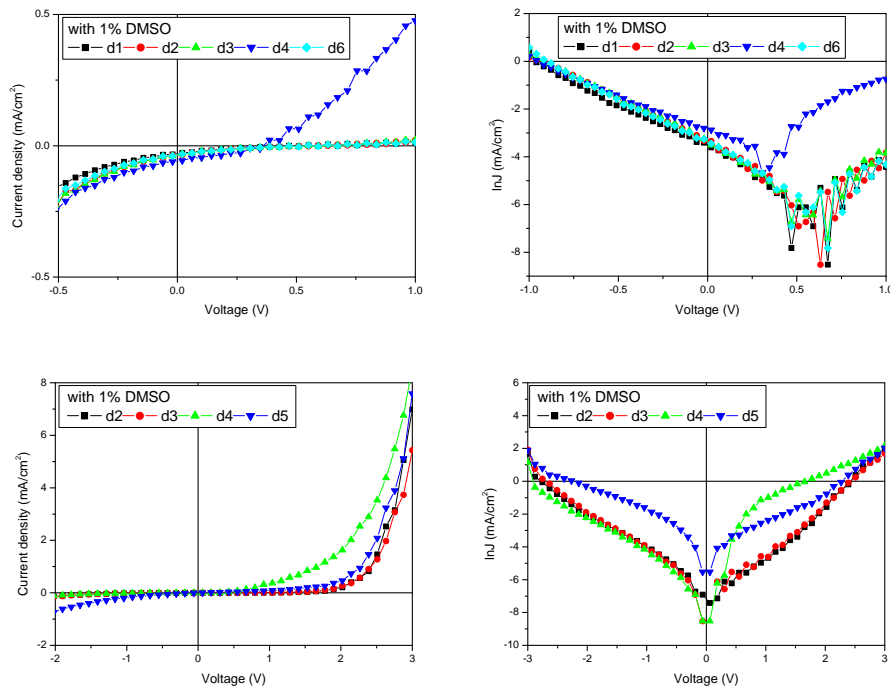 with 1% DMSO
d1 d2 d3 d4 d6
Current density (mA/cm²)
0.5
0.0
-0.5
-0.5 0.0 0.5 1.0
Voltage (V)
with 1% DMSO
d1 d2 d3 d4 d6
lnJ (mA/cm²)
2
0
-2
-4
-6
-8
-1.0 -0.5 0.0 0.5 1.0
Voltage (V)
with 1% DMSO
d2 d3 d4 d5
Current density (mA/cm²)
8
6
4
2
0
-2
-2 -1 0 1 2 3
Voltage (V)
with 1% DMSO
d2 d3 d4 d5
lnJ (mA/cm²)
6
4
2
0
-2
-4
-6
-8
-10
-3 -2 -1 0 1 2 3
Voltage (V)